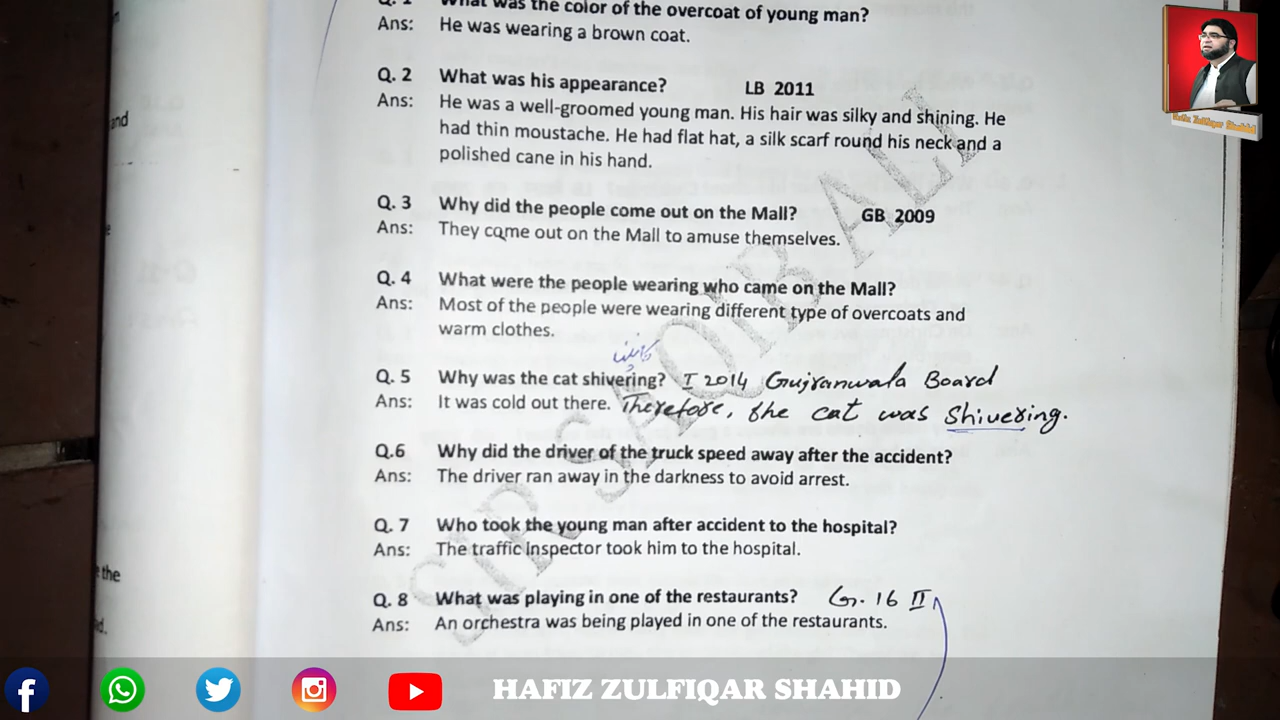 Q. 1 What was the color of the overcoat of young man?
Ans: He was wearing a brown coat.
Q. 2 What was his appearance? LB 2011
Ans: He was a well-groomed young man. His hair was silky and shining. He
had thin moustache. He had flat hat, a silk scarf round his neck and a
polished cane in his hand.
Q. 3 Why did the people come out on the Mall? GB 2009
Ans: They come out on the Mall to amuse themselves.
Q. 4 What were the people wearing who came on the Mall?
Ans: Most of the people were wearing different type of overcoats and
warm clothes.
Q. 5 Why was the cat shivering? I 2014 Gujranwala Board
Ans: It was cold out there. Therefore, the cat was Shivering.
Q.6 Why did the driver of the truck speed away after the accident?
Ans: The driver ran away in the darkness to avoid arrest.
Q. 7 Who took the young man after accident to the hospital?
Ans: The traffic inspector took him to the hospital.
Q. 8 What was playing in one of the restaurants? G. 16 II
Ans: An orchestra was being played in one of the restaurants.
SIR SAQIB ALI
and
the
Hafiz Zulfiqar Shahid
HAFIZ ZULFIQAR SHAHID